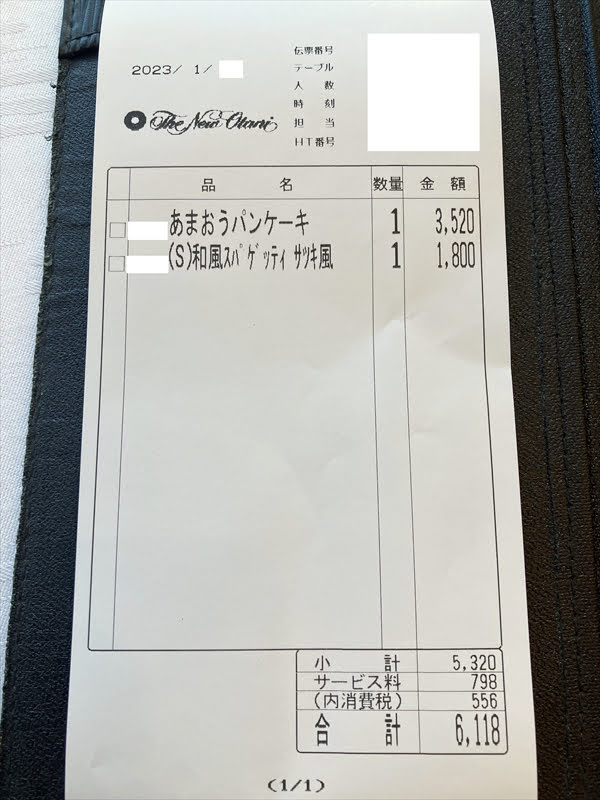 2023/ 1/
伝票番号
テーブル
人 数
時 刻
担 当
HT番号
The New Otani
品 名 数量 金 額
あまおうパンケーキ 1 3,520
(S)和風ｽﾊﾟｹﾞｯﾃｨ ｻﾂｷ風 1 1,800
小 計 5,320
サービス料 798
(内消費税) 556
合 計 6,118
(1/1)